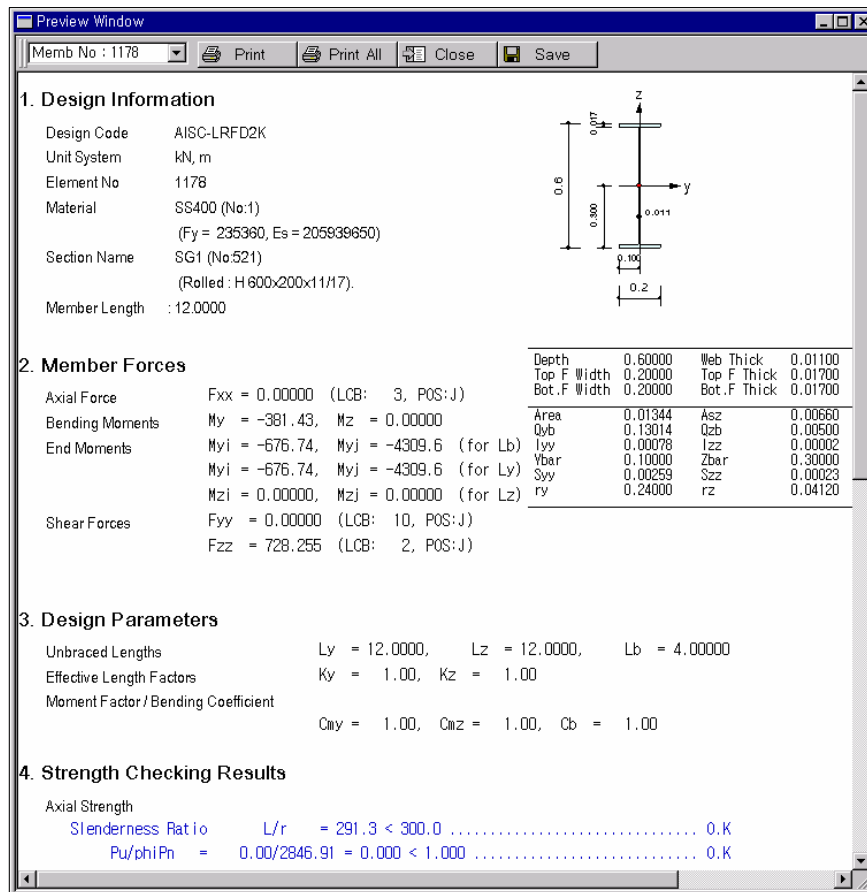 Preview Window
Memb No : 1178 Print Print All Close Save
1. Design Information
Design Code AISC-LRFD2K
Unit System kN, m
Element No 1178
Material SS400 (No:1)
(Fy = 235360, Es = 205939650)
Section Name SG1 (No:521)
(Rolled : H 600x200x11/17).
Member Length : 12.0000
z
0.017
0.6
y
0.300
0.011
0.100
0.2
2. Member Forces
Axial Force Fxx = 0.00000 (LCB: 3, POS:J)
Bending Moments My = -381.43, Mz = 0.00000
End Moments Myi = -676.74, Myj = -4309.6 (for Lb)
Myi = -676.74, Myj = -4309.6 (for Ly)
Mzi = 0.00000, Mzj = 0.00000 (for Lz)
Shear Forces Fyy = 0.00000 (LCB: 10, POS:J)
Fzz = 728.255 (LCB: 2, POS:J)
Depth 0.60000 Web Thick 0.01100
Top F Width 0.20000 Top F Thick 0.01700
Bot.F Width 0.20000 Bot.F Thick 0.01700
Area 0.01344 Asz 0.00660
Qyb 0.13014 Qzb 0.00500
Iyy 0.00078 Izz 0.00002
Ybar 0.10000 Zbar 0.30000
Syy 0.00259 Szz 0.00023
ry 0.24000 rz 0.04120
3. Design Parameters
Unbraced Lengths Ly = 12.0000, Lz = 12.0000, Lb = 4.00000
Effective Length Factors Ky = 1.00, Kz = 1.00
Moment Factor / Bending Coefficient
Cmy = 1.00, Cmz = 1.00, Cb = 1.00
4. Strength Checking Results
Axial Strength
Slenderness Ratio L/r = 291.3 < 300.0 ............................... O.K
Pu/phiPn = 0.00/2846.91 = 0.000 < 1.000 ............................ O.K